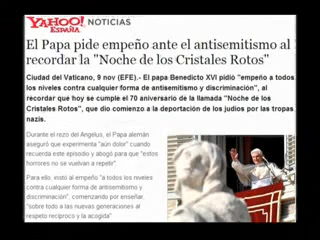 YAHOO! NOTICIAS
ESPAÑA
El Papa pide empeño ante el antisemitismo al
recordar la "Noche de los Cristales Rotos"
Ciudad del Vaticano, 9 nov (EFE).- El papa Benedicto XVI pidió "empeño a todos
los niveles contra cualquier forma de antisemitismo y discriminación", al
recordar que hoy se cumple el 70 aniversario de la llamada "Noche de los
Cristales Rotos", que dio comienzo a la deportación de los judios por las tropas
nazis.
Durante el rezo del Angelus, el Papa alemán
aseguró que experimenta "aún dolor" cuando
recuerda este episodio y abogó para que "estos
horrores no se vuelvan a repetir"
Para ello, instó al empeño "a todos los niveles
contra cualquier forma de antisemitismo y
discriminación", comenzando por enseñar,
"sobre todo a las nuevas generaciones al
respeto recíproco y la acogida"